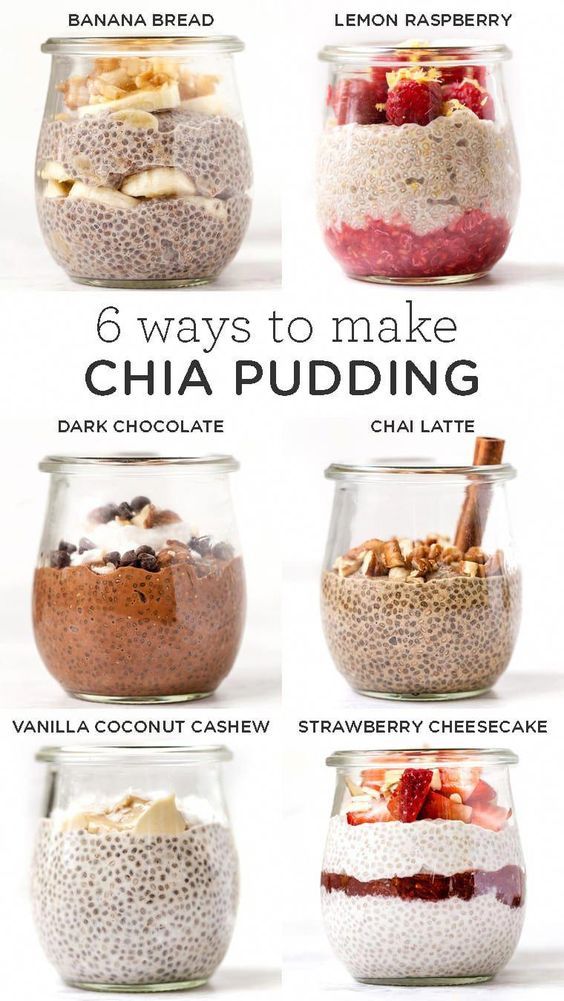 BANANA BREAD
LEMON RASPBERRY
6 ways to make
CHIA PUDDING
DARK CHOCOLATE
CHAI LATTE
VANILLA COCONUT CASHEW
STRAWBERRY CHEESECAKE